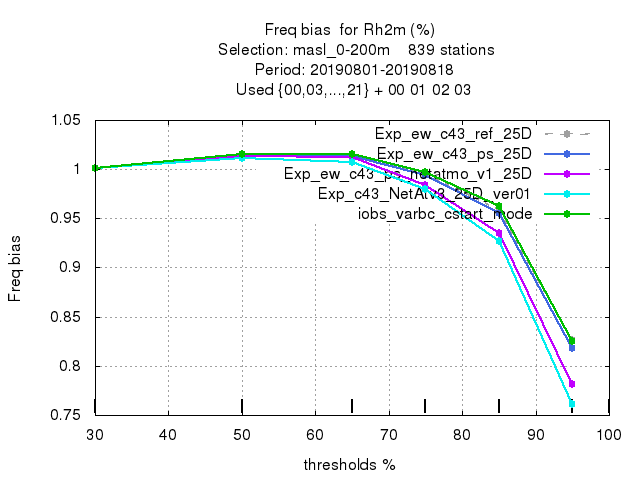 Freq bias for Rh2m (%)
Selection: masl_0-200m 839 stations
Period: 20190801-20190818
Used {00,03,...,21} + 00 01 02 03
Exp_ew_c43_ref_25D
Exp_ew_c43_ps_25D
Exp_ew_c43_ps_netatmo_v1_25D
Exp_c43_NetAtv3_25D_ver01
iobs_varbc_cstart_mode
1.05
1
0.95
0.9
0.85
0.8
0.75
Freq bias
30 40 50 60 70 80 90 100
thresholds %